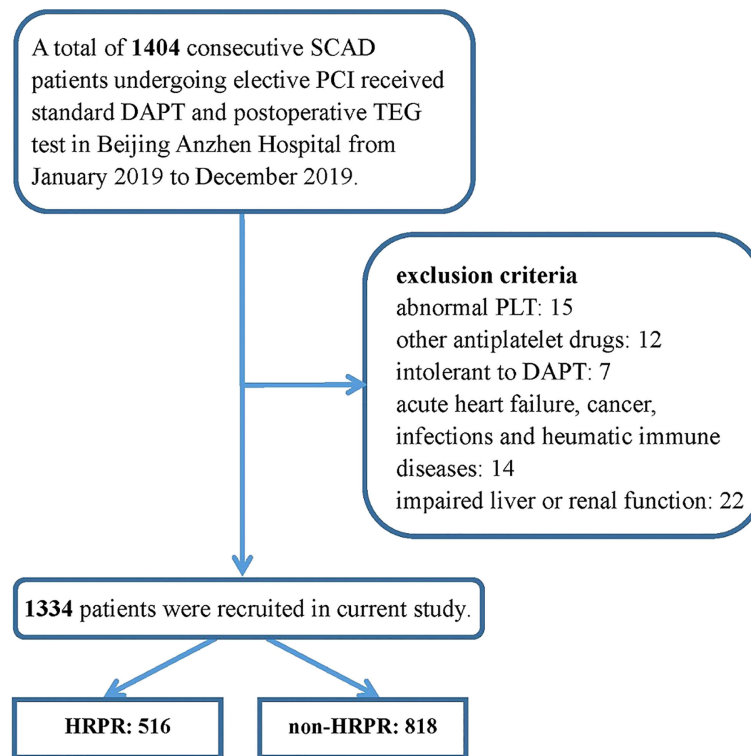 A total of 1404 consecutive SCAD
patients undergoing elective PCI received
standard DAPT and postoperative TEG
test in Beijing Anzhen Hospital from
January 2019 to December 2019.
exclusion criteria
abnormal PLT: 15
other antiplatelet drugs: 12
intolerant to DAPT: 7
acute heart failure, cancer,
infections and heumatic immune
diseases: 14
impaired liver or renal function: 22
1334 patients were recruited in current study.
HRPR: 516
non-HRPR: 818